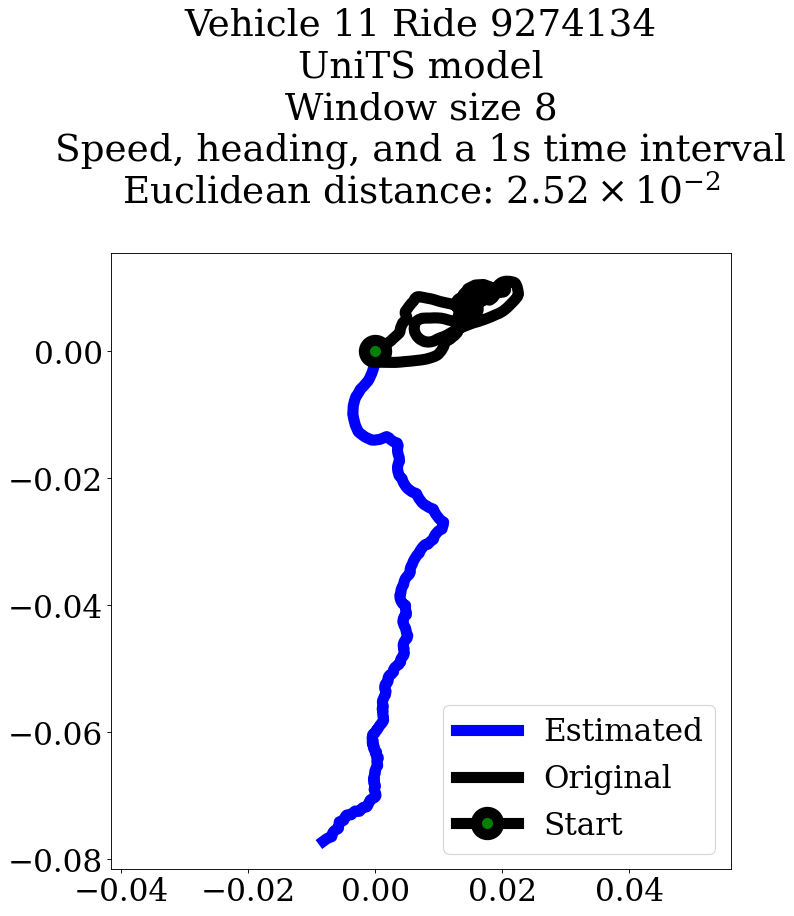 Vehicle 11 Ride 9274134
UniTS model
Window size 8
Speed, heading, and a 1s time interval
Euclidean distance: 2.52 × 10⁻²
0.00
−0.02
−0.04
−0.06
−0.08
−0.04 −0.02 0.00 0.02 0.04
Estimated
Original
Start